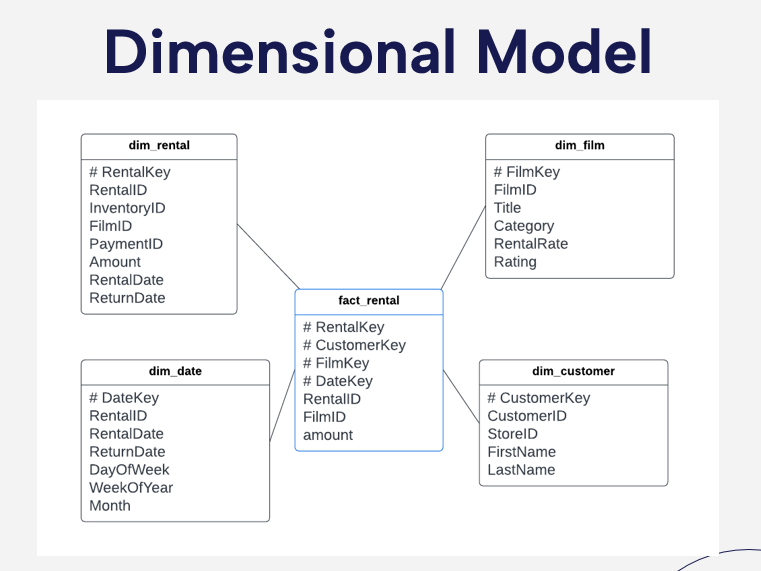 Dimensional Model
dim_rental
# RentalKey
RentalID
InventoryID
FilmID
PaymentID
Amount
RentalDate
ReturnDate
dim_film
# FilmKey
FilmID
Title
Category
RentalRate
Rating
fact_rental
# RentalKey
# CustomerKey
# FilmKey
# DateKey
RentalID
FilmID
amount
dim_date
# DateKey
RentalID
RentalDate
ReturnDate
DayOfWeek
WeekOfYear
Month
dim_customer
# CustomerKey
CustomerID
StoreID
FirstName
LastName